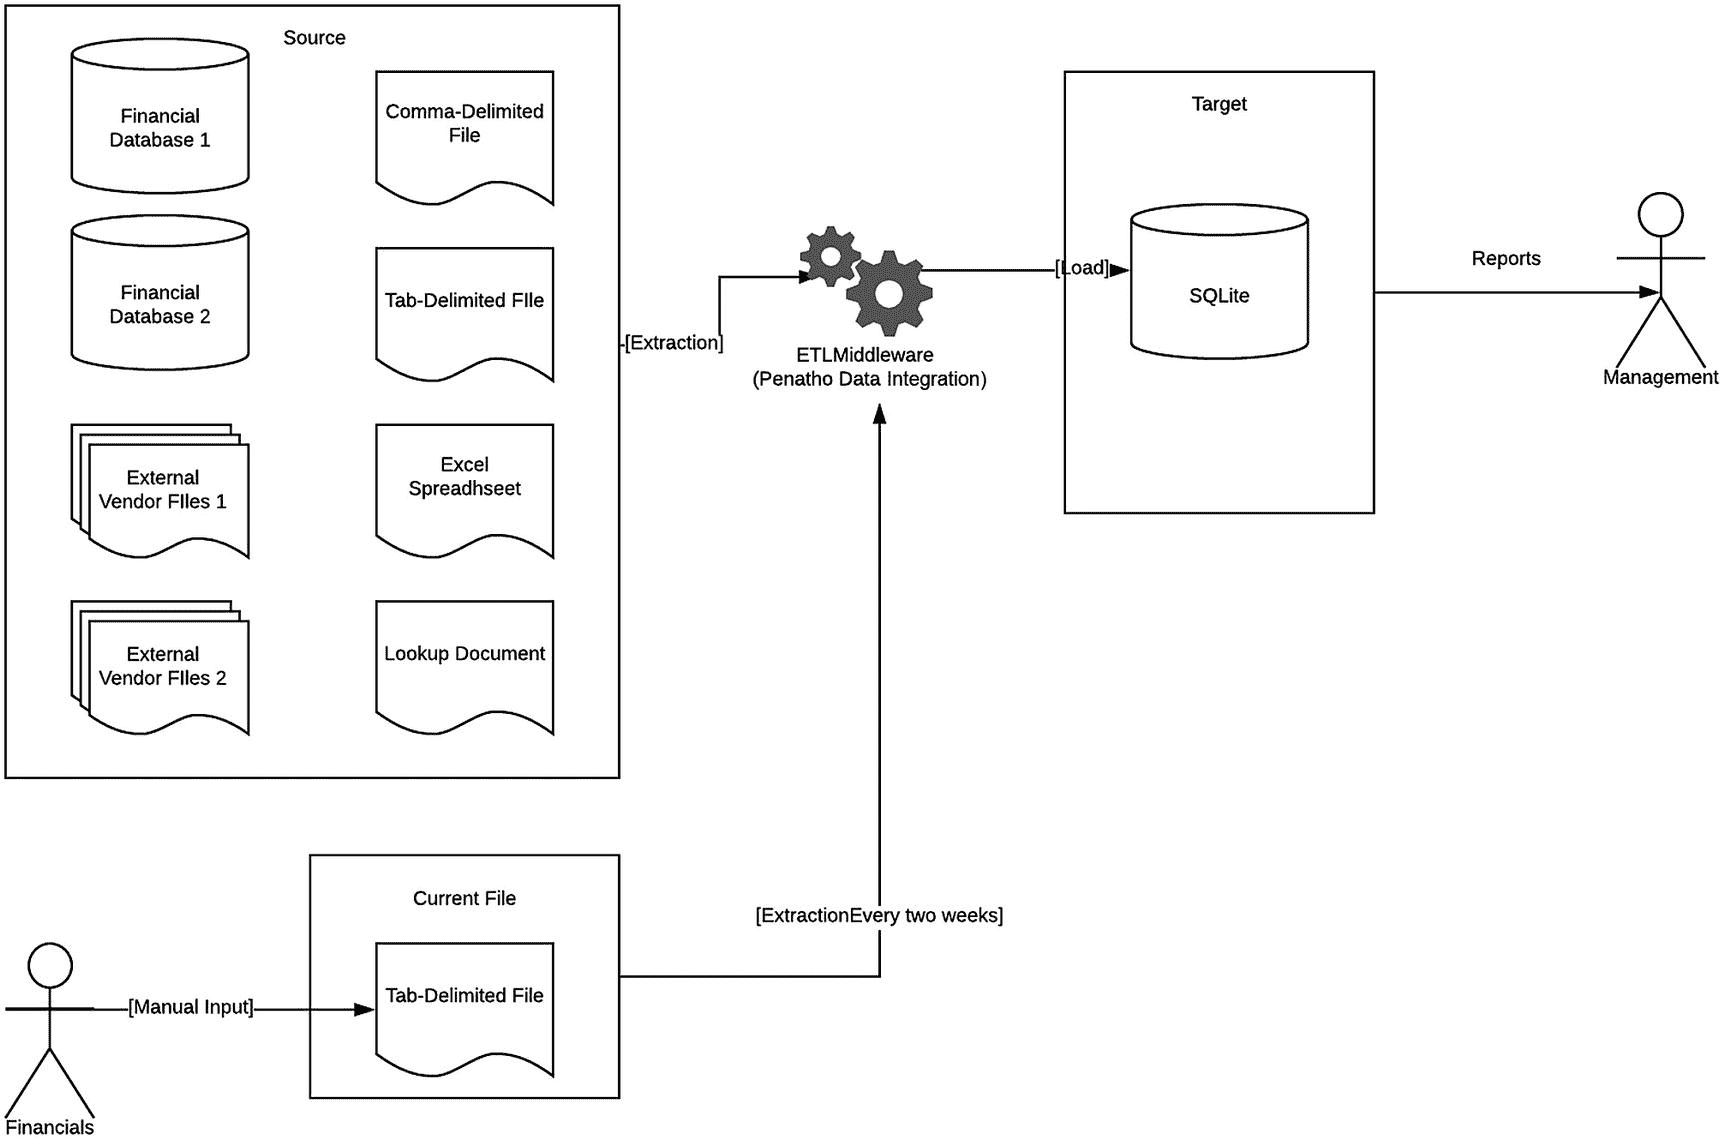 Source
Financial
Database 1
Comma-Delimited
File
Financial
Database 2
Tab-Delimited FIle
External
Vendor FIles 1
Excel
Spreadhseet
External
Vendor FIles 2
Lookup Document
[Extraction]
ETLMiddleware
(Penatho Data Integration)
[Load]
Target
SQLite
Reports
Management
[ExtractionEvery two weeks]
Current File
Tab-Delimited File
[Manual Input]
Financials